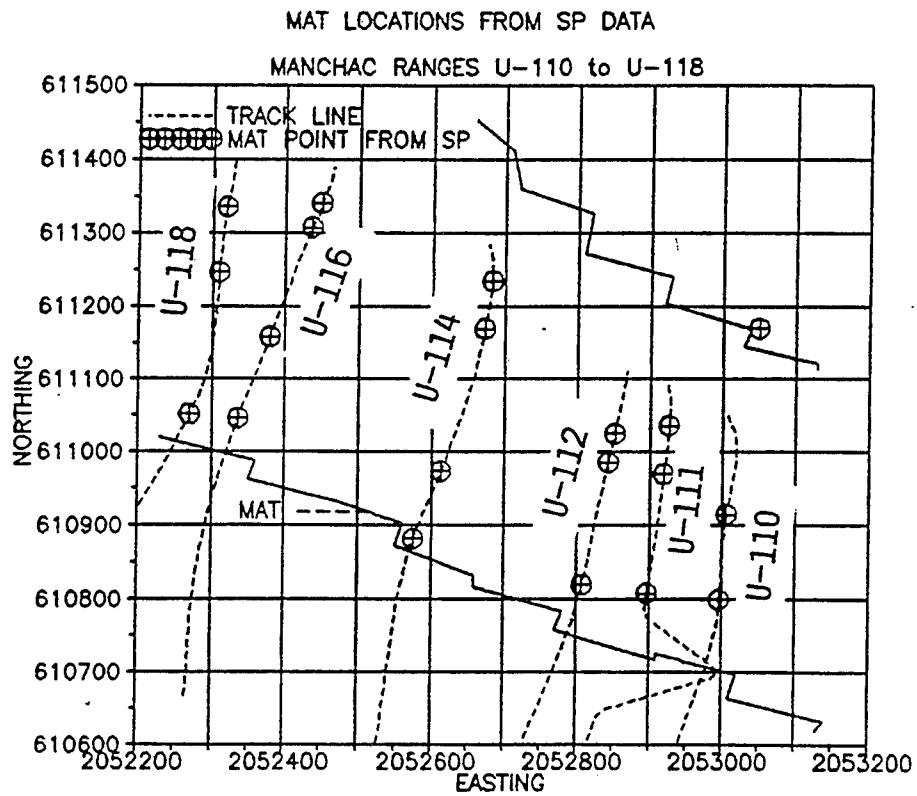 MAT LOCATIONS FROM SP DATA
MANCHAC RANGES U-110 to U-118
611500
TRACK LINE
MAT POINT FROM SP
611400
611300
611200
611100
611000
610900
610800
610700
610600
NORTHING
U-118
U-116
U-114
U-112
U-111
U-110
MAT
2052200
2052400
2052600
2052800
2053000
2053200
EASTING